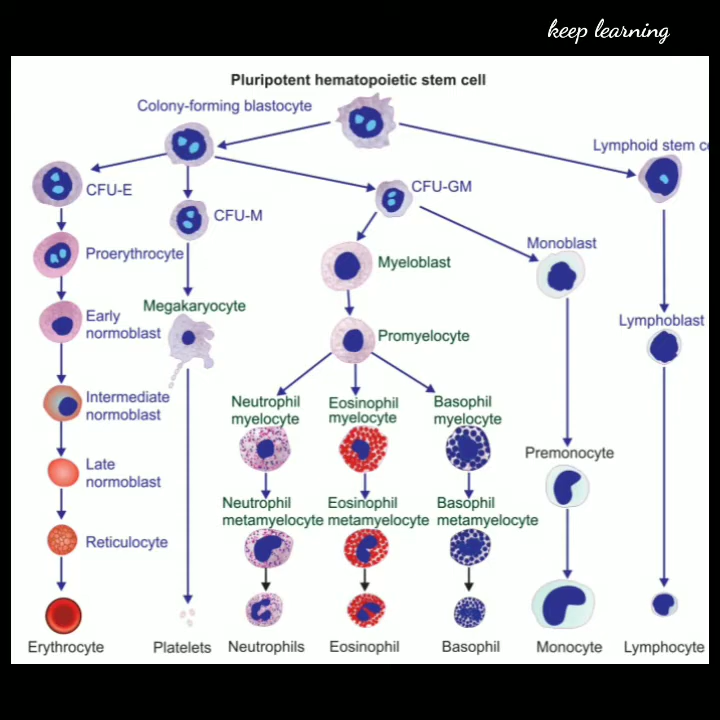 keep learning
Pluripotent hematopoietic stem cell
Colony-forming blastocyte
Lymphoid stem
CFU-E
CFU-M
CFU-GM
Proerythrocyte
Myeloblast
Monoblast
Megakaryocyte
Early
normoblast
Promyelocyte
Lymphoblast
Intermediate
normoblast
Neutrophil
myelocyte
Eosinophil
myelocyte
Basophil
myelocyte
Premonocyte
Late
normoblast
Neutrophil
metamyelocyte
Eosinophil
metamyelocyte
Basophil
metamyelocyte
Reticulocyte
Erythrocyte
Platelets
Neutrophils
Eosinophil
Basophil
Monocyte
Lymphocyte